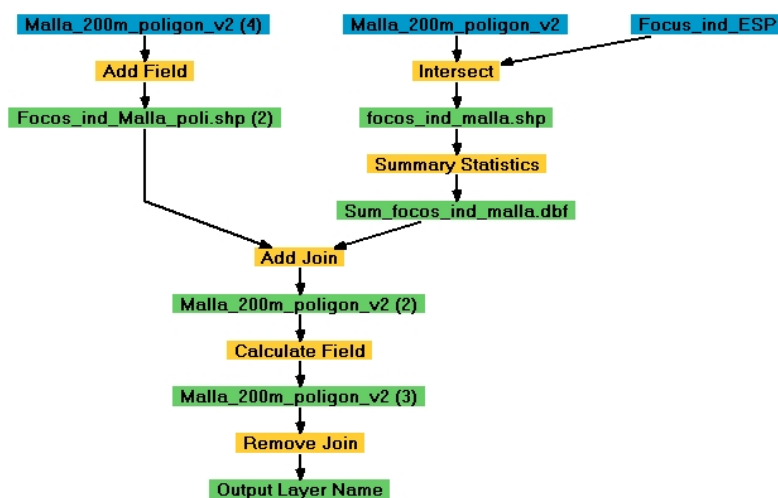 Malla_200m_poligon_v2 (4)
Malla_200m_poligon_v2
Focus_ind_ESP
Add Field
Intersect
Focos_ind_Malla_poli.shp (2)
focos_ind_malla.shp
Summary Statistics
Sum_focos_ind_malla.dbf
Add Join
Malla_200m_poligon_v2 (2)
Calculate Field
Malla_200m_poligon_v2 (3)
Remove Join
Output Layer Name